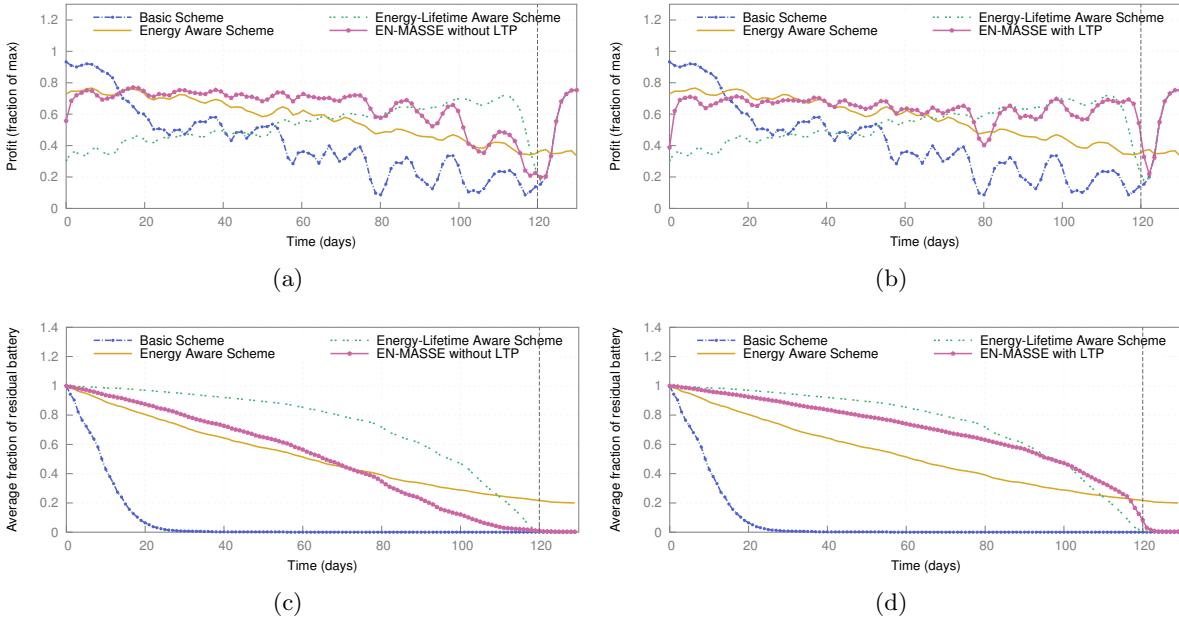 Basic Scheme
Energy Aware Scheme
Energy-Lifetime Aware Scheme
EN-MASSE without LTP
Profit (fraction of max)
1.2
1
0.8
0.6
0.4
0.2
0
0 20 40 60 80 100 120
Time (days)
(a)
Basic Scheme
Energy Aware Scheme
Energy-Lifetime Aware Scheme
EN-MASSE with LTP
Profit (fraction of max)
1.2
1
0.8
0.6
0.4
0.2
0
0 20 40 60 80 100 120
Time (days)
(b)
Basic Scheme
Energy Aware Scheme
Energy-Lifetime Aware Scheme
EN-MASSE without LTP
Average fraction of residual battery
1.4
1.2
1
0.8
0.6
0.4
0.2
0
0 20 40 60 80 100 120
Time (days)
(c)
Basic Scheme
Energy Aware Scheme
Energy-Lifetime Aware Scheme
EN-MASSE with LTP
Average fraction of residual battery
1.4
1.2
1
0.8
0.6
0.4
0.2
0
0 20 40 60 80 100 120
Time (days)
(d)